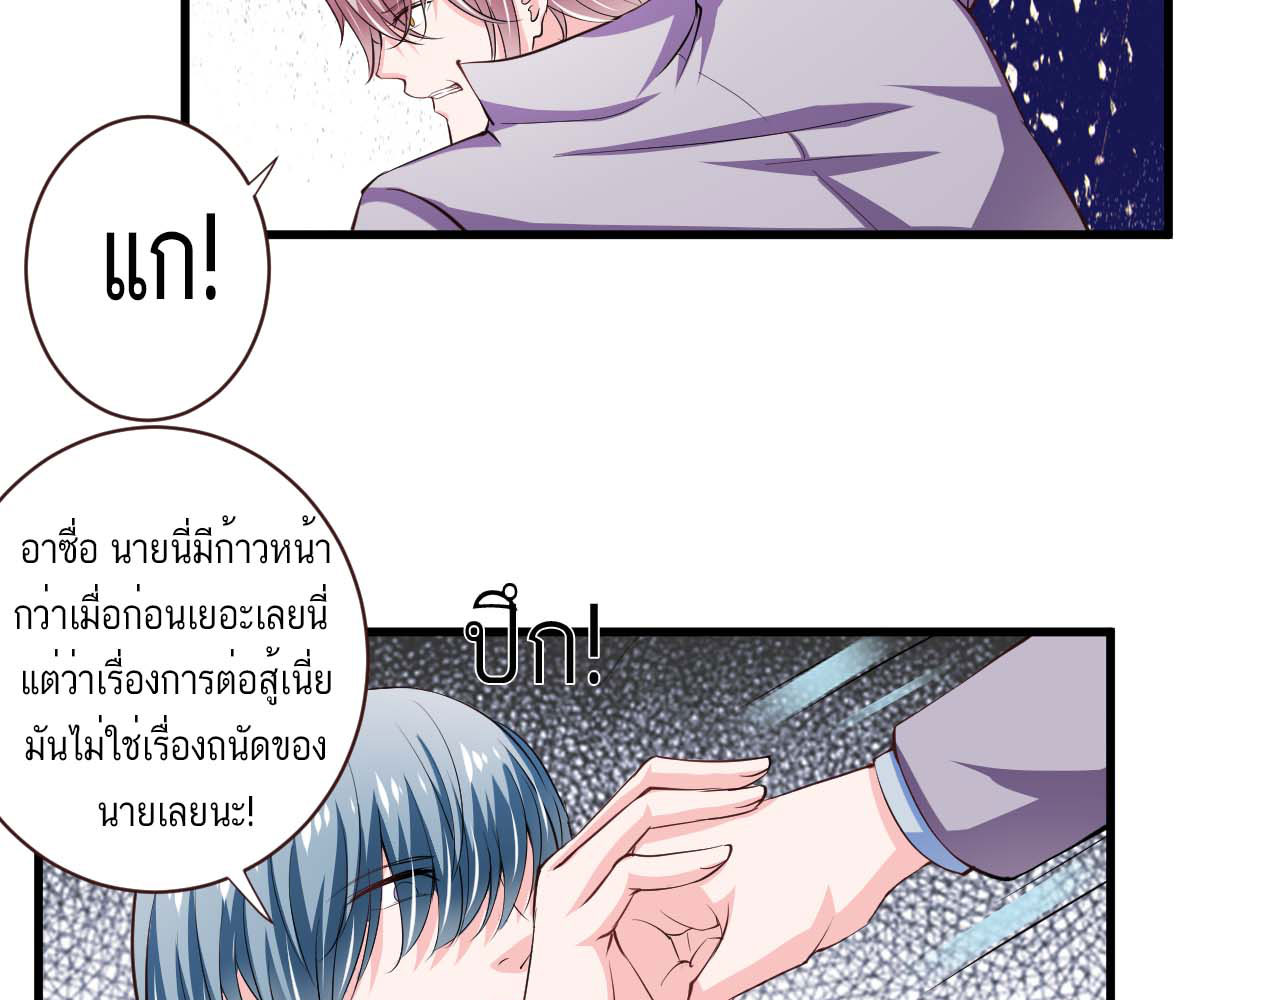 แก!
อาซื่อ นายนี่มีก้าวหน้า
กว่าเมื่อก่อนเยอะเลยนี่
แต่ว่าเรื่องการต่อสู้เนี่ย
มันไม่ใช่เรื่องถนัดของ
นายเลยนะ!
ปึก!